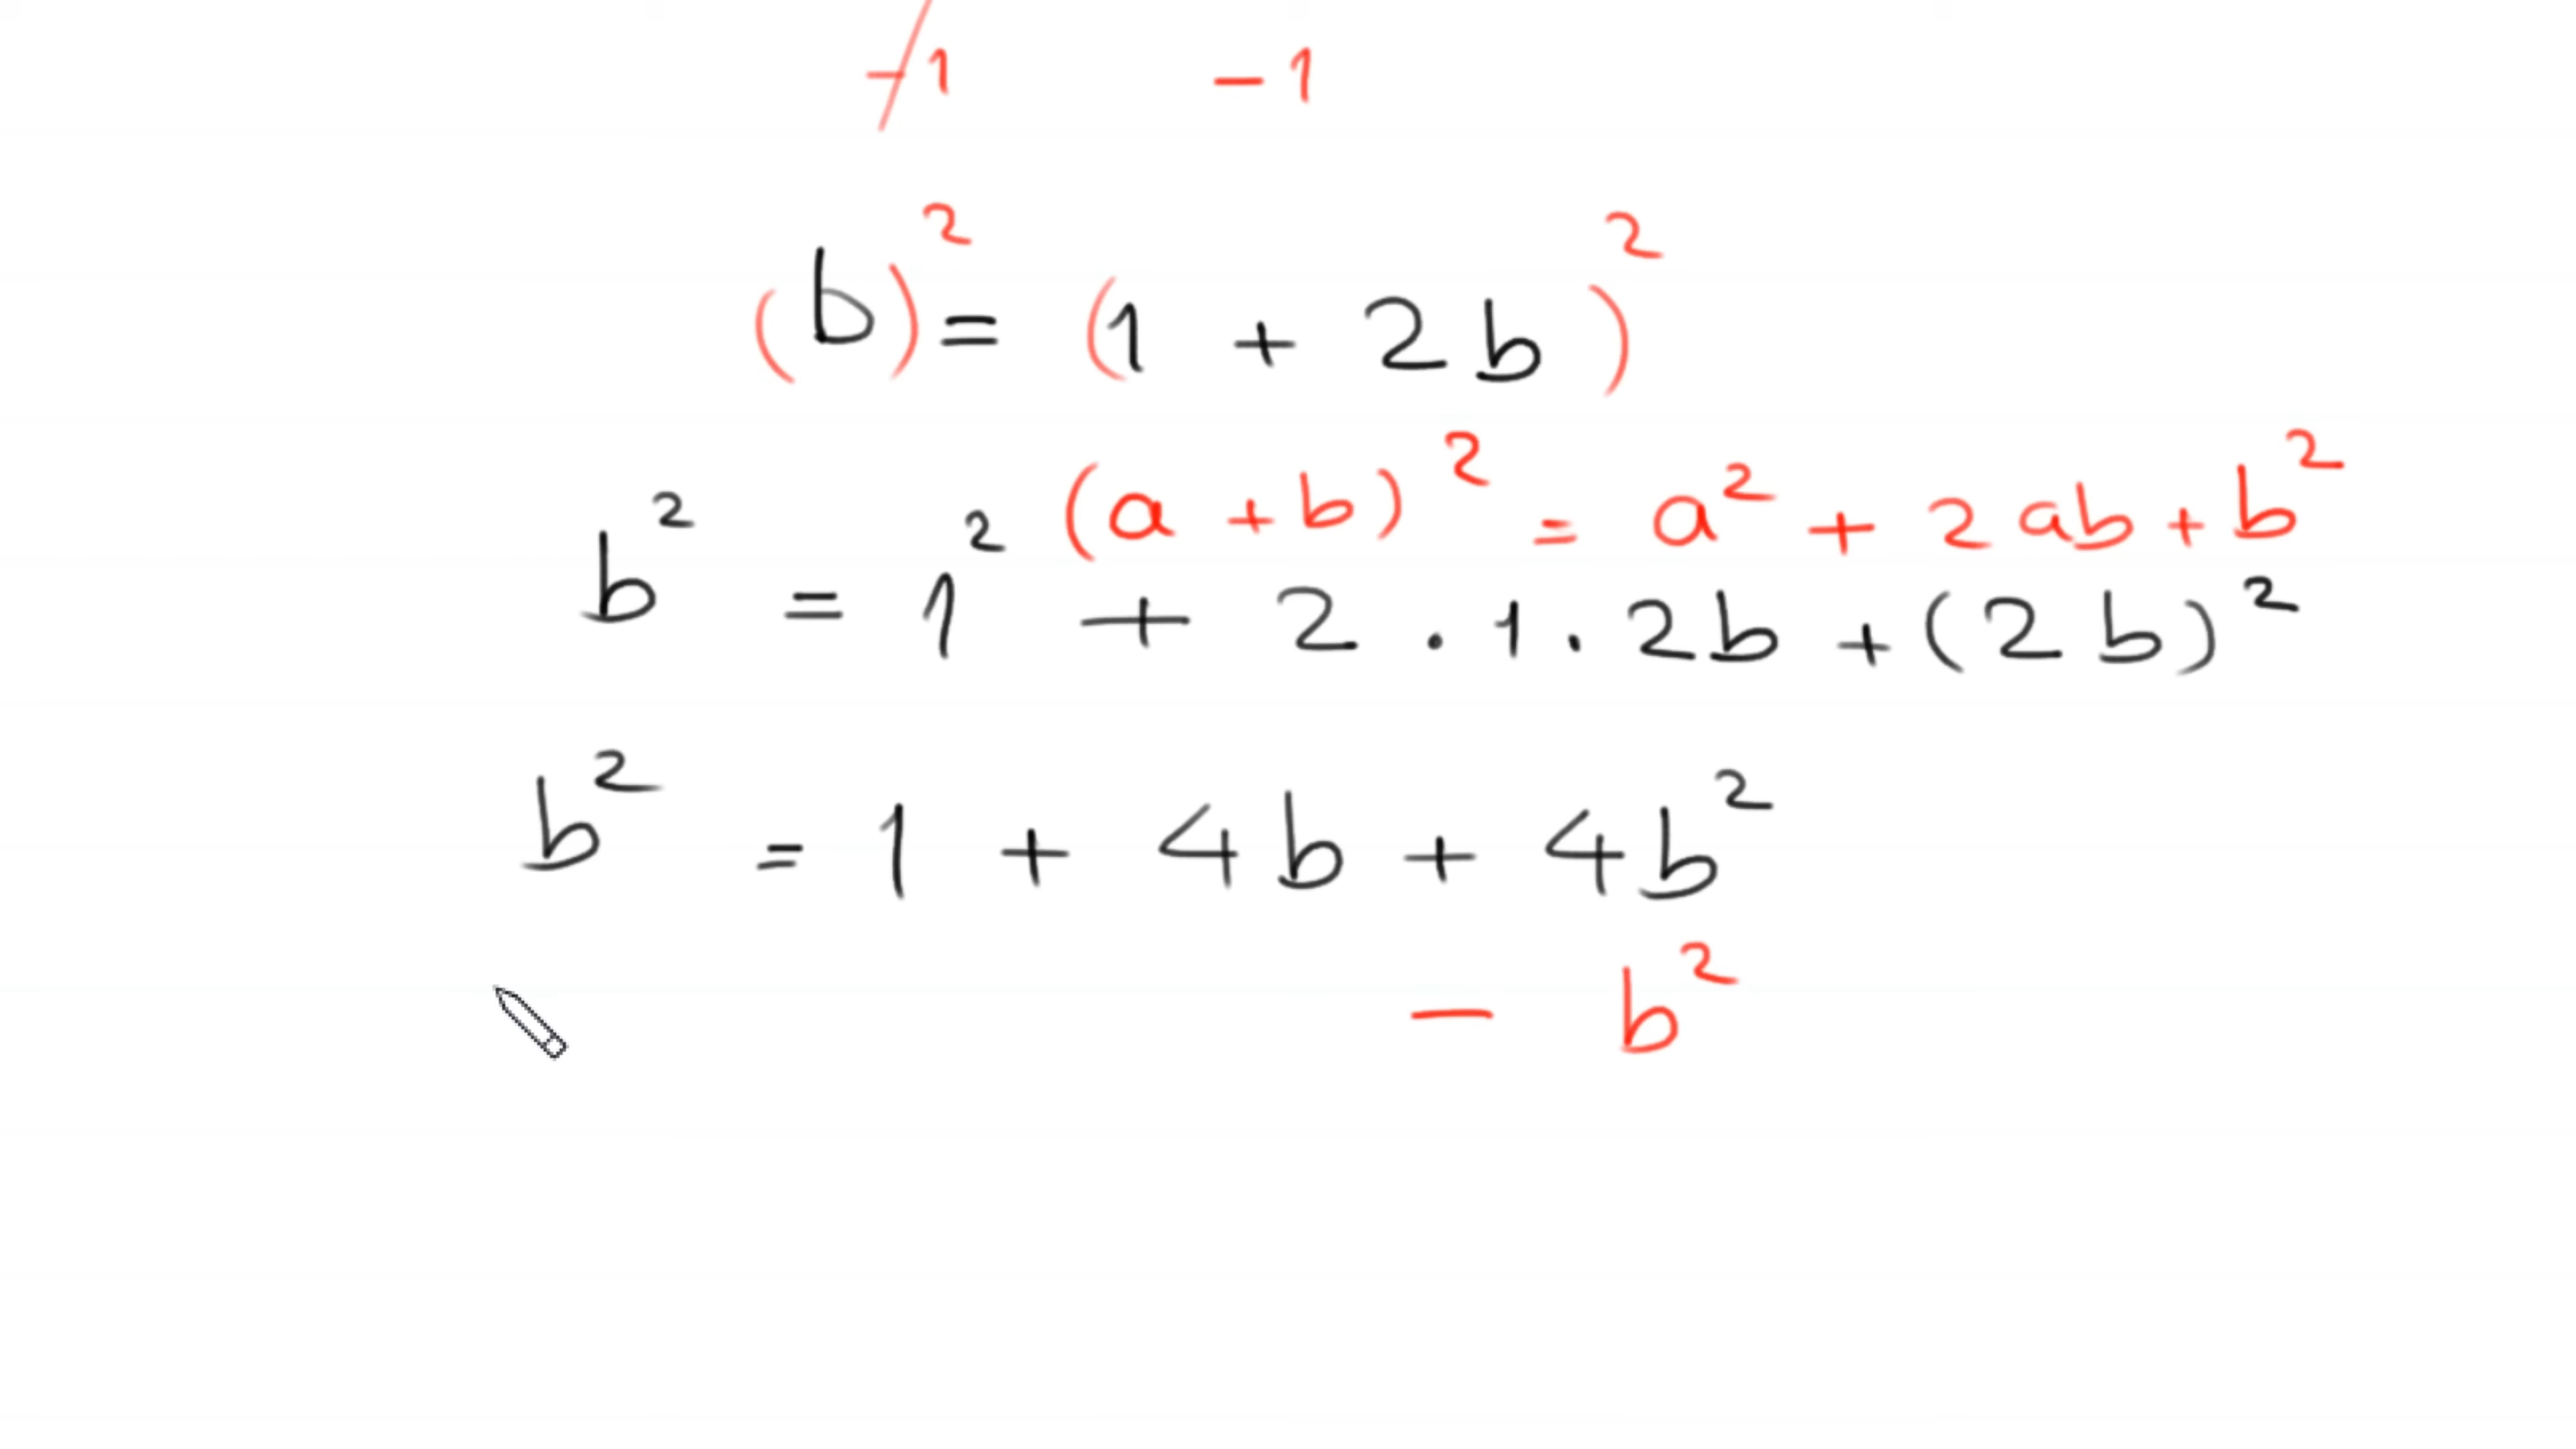 -1 -1
(b)² = (1 + 2b)²
(a + b)² = a² + 2ab + b²
b² = 1² + 2 · 1 · 2b + (2b)²
b² = 1 + 4b + 4b²
- b²